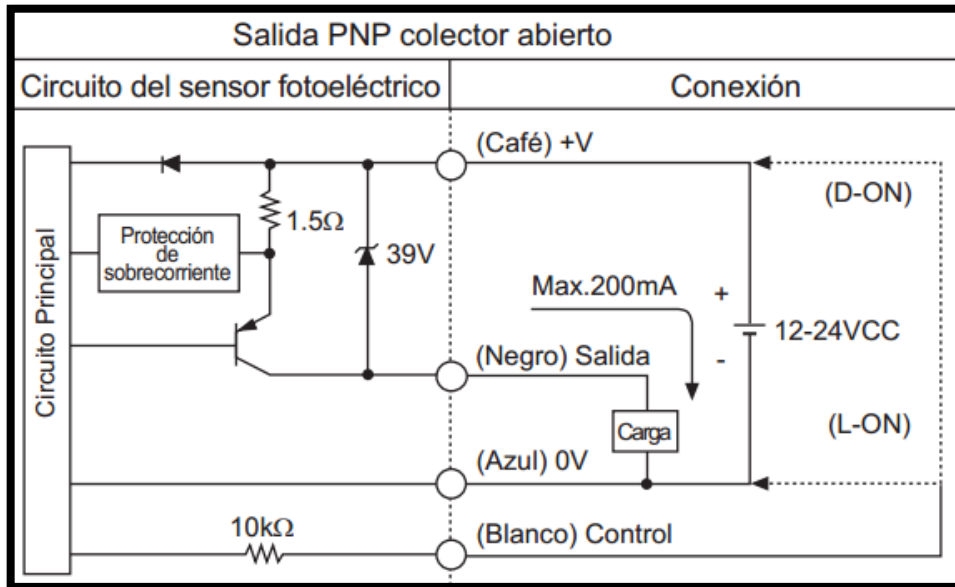 Salida PNP colector abierto
Circuito del sensor fotoeléctrico
Conexión
Circuito Principal
(Café) +V
(D-ON)
1.5Ω
Protección
de
sobrecorriente
39V
Max.200mA
+
12-24VCC
-
(Negro) Salida
Carga
(L-ON)
(Azul) 0V
10kΩ
(Blanco) Control